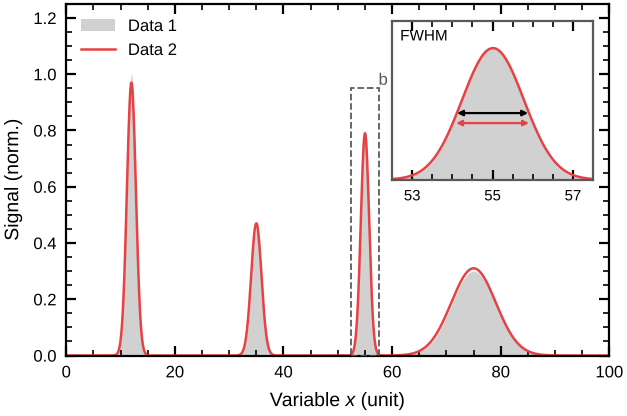 Data 1
Data 2
b
FWHM
53 55 57
1.2
1.0
0.8
0.6
0.4
0.2
0.0
Signal (norm.)
0 20 40 60 80 100
Variable x (unit)